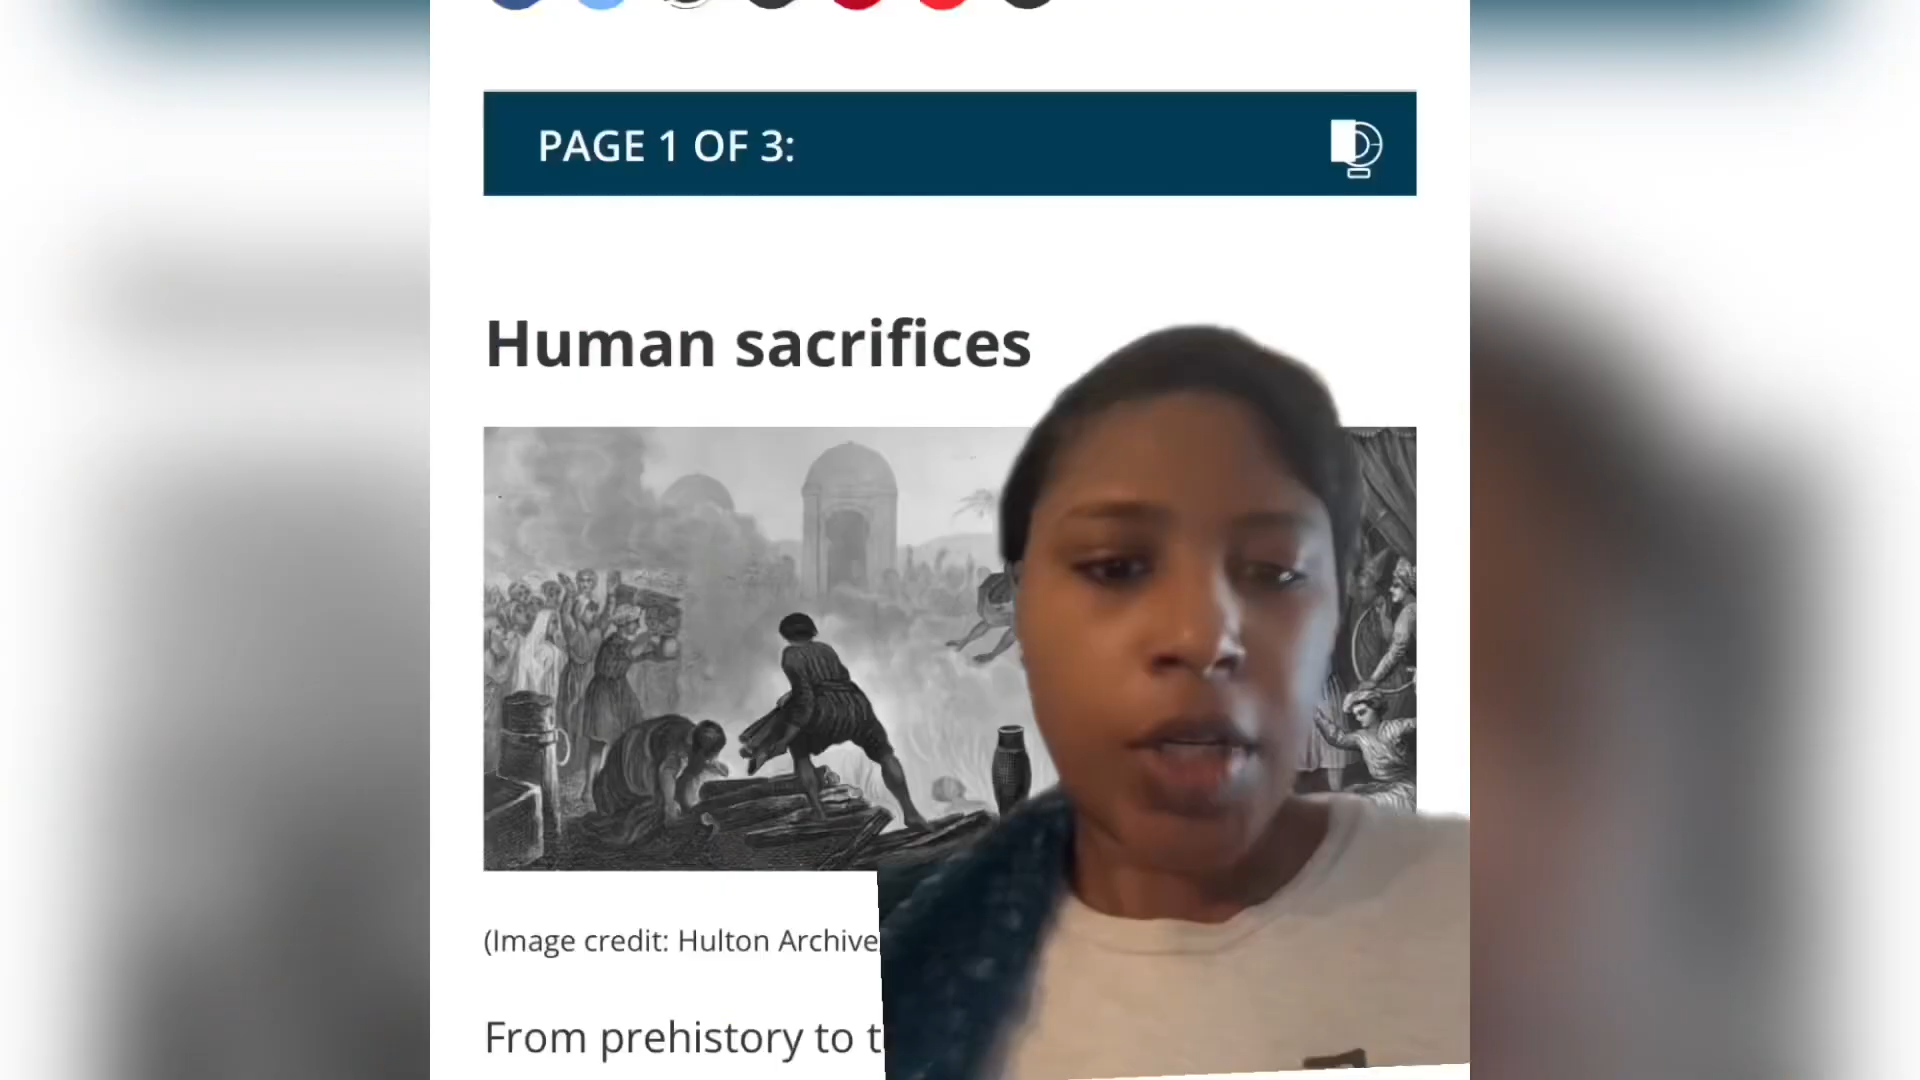 PAGE 1 OF 3:
Human sacrifices
(Image credit: Hulton Archive
From prehistory to t